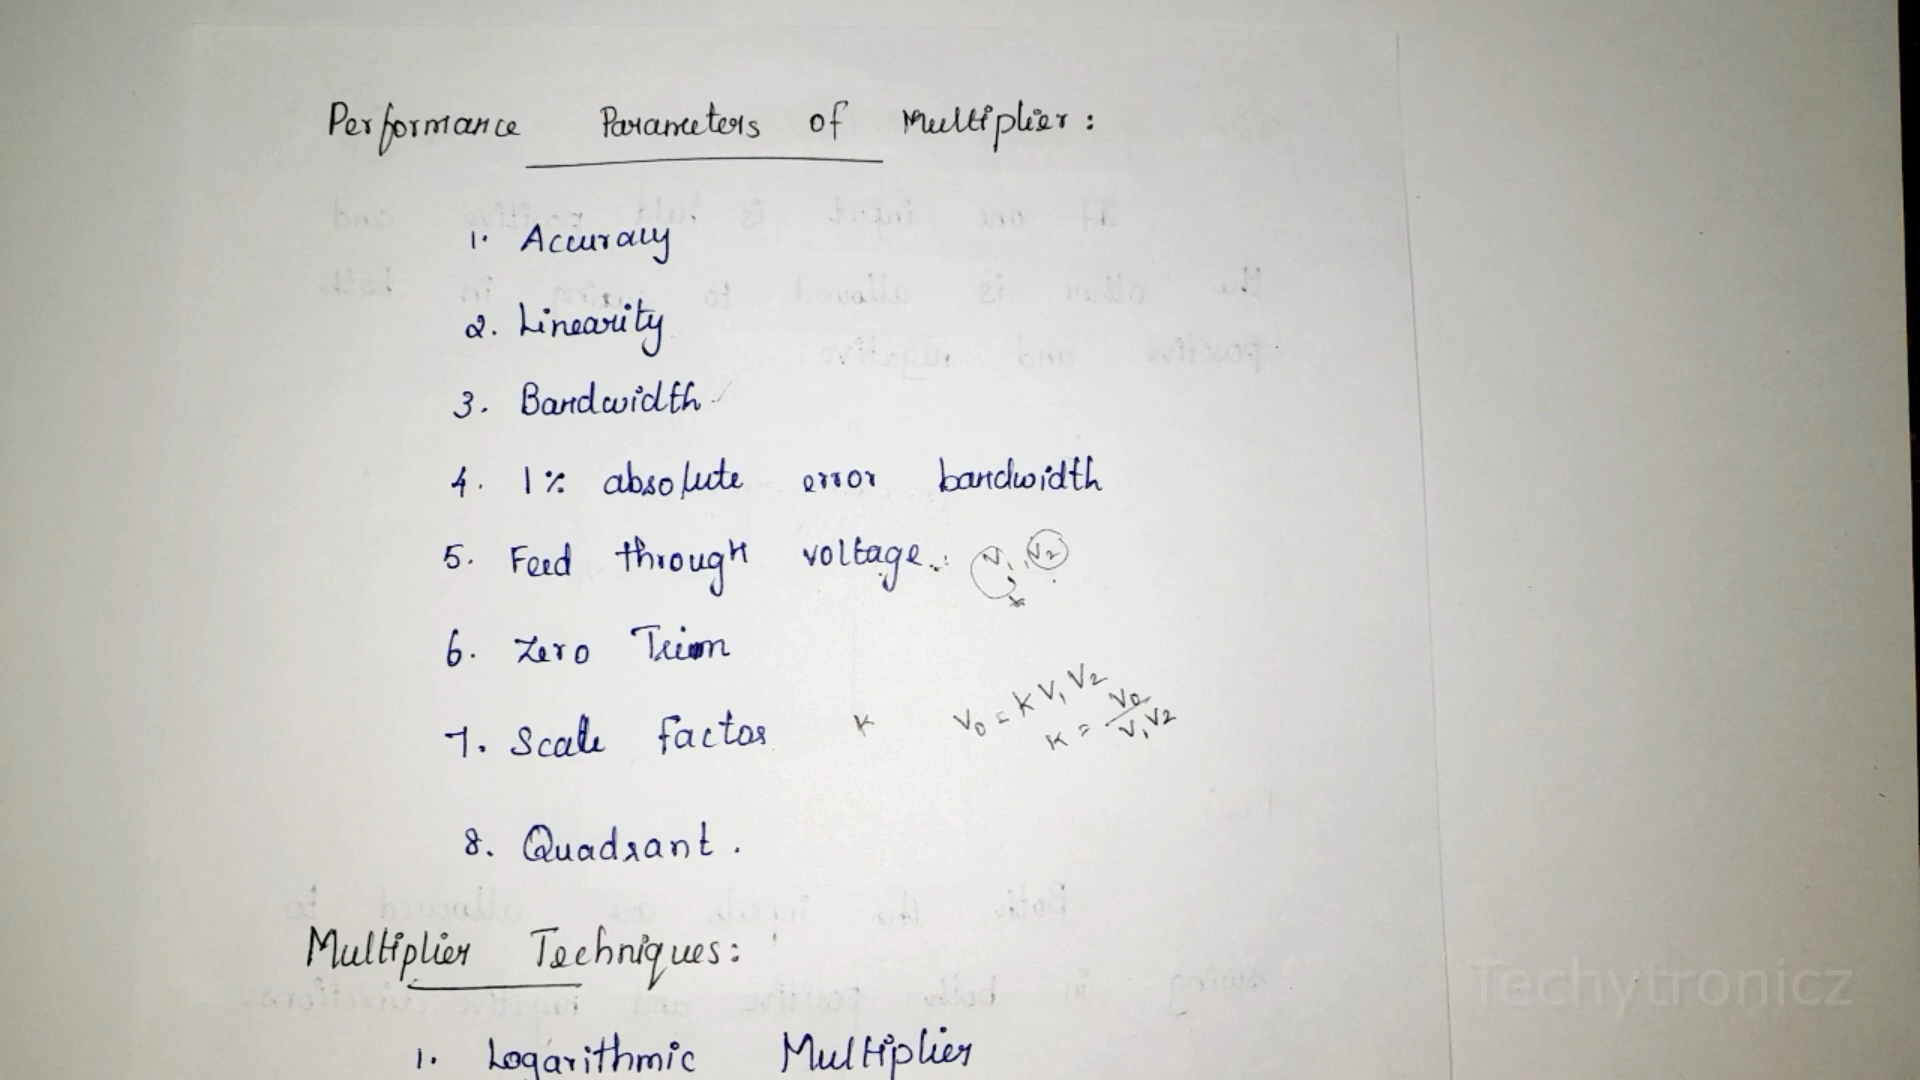 Performance Parameters of Multiplier:
1. Accuracy
2. Linearity
3. Bandwidth
4. 1% absolute error bandwidth
5. Feed through voltage. : V₁, V₂
6. Zero Trim
7. Scale factor K V₀ = K V₁ V₂
K = V₀ / V₁V₂
8. Quadrant.
Multiplier Techniques:
1. Logarithmic Multiplier
Techytronicz